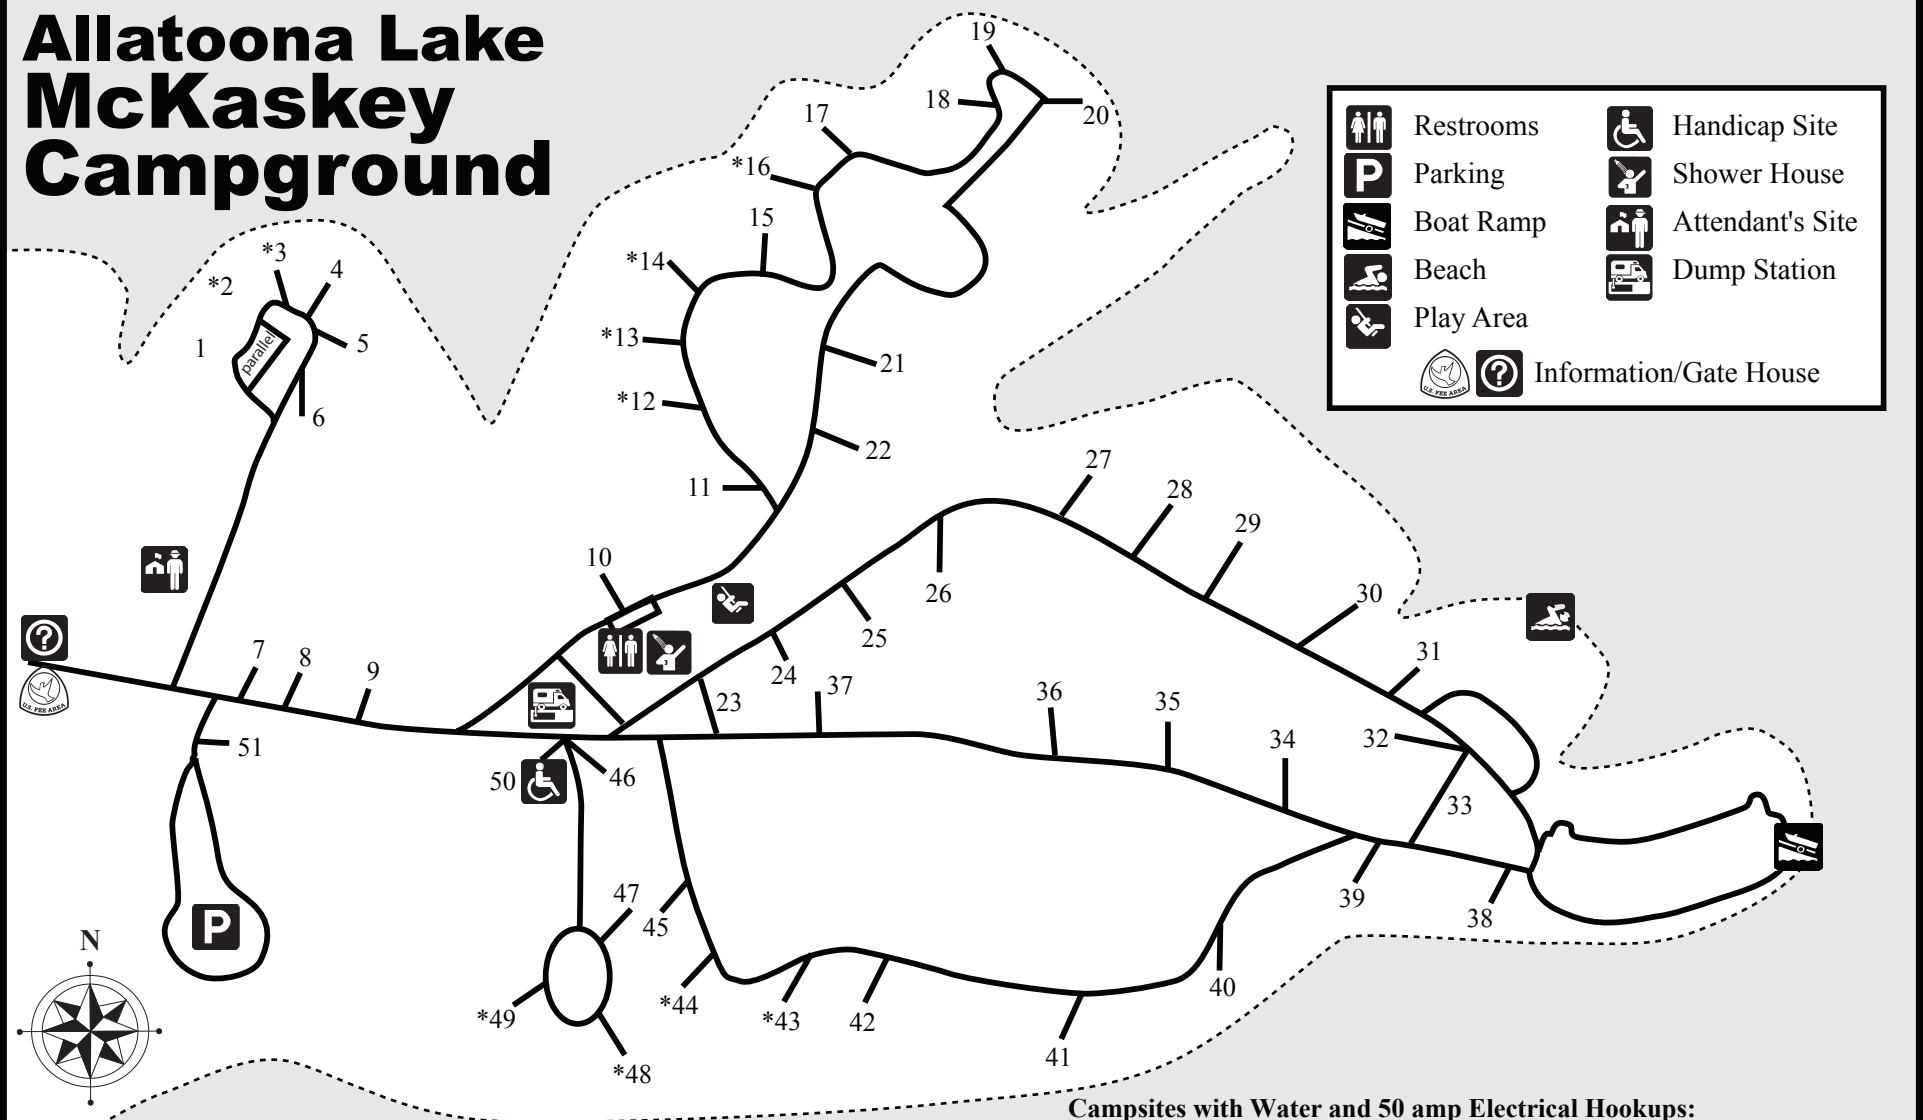 Allatoona Lake
McKaskey
Campground
Restrooms
Handicap Site
P
Parking
Shower House
Boat Ramp
Attendant's Site
Beach
Dump Station
Play Area
U.S. FEE AREA
?
Information/Gate House
19
18
20
17
*16
15
*14
*13
*12
11
21
22
*3
*2
4
1
parallel
5
6
27
28
29
10
26
30
25
24
31
?
U.S. FEE AREA
7
8
9
23
37
36
35
34
32
33
51
50
46
47
45
39
38
P
N
*49
*44
*43
42
40
41
*48
Campsites with Water and 50 amp Electrical Hookups: